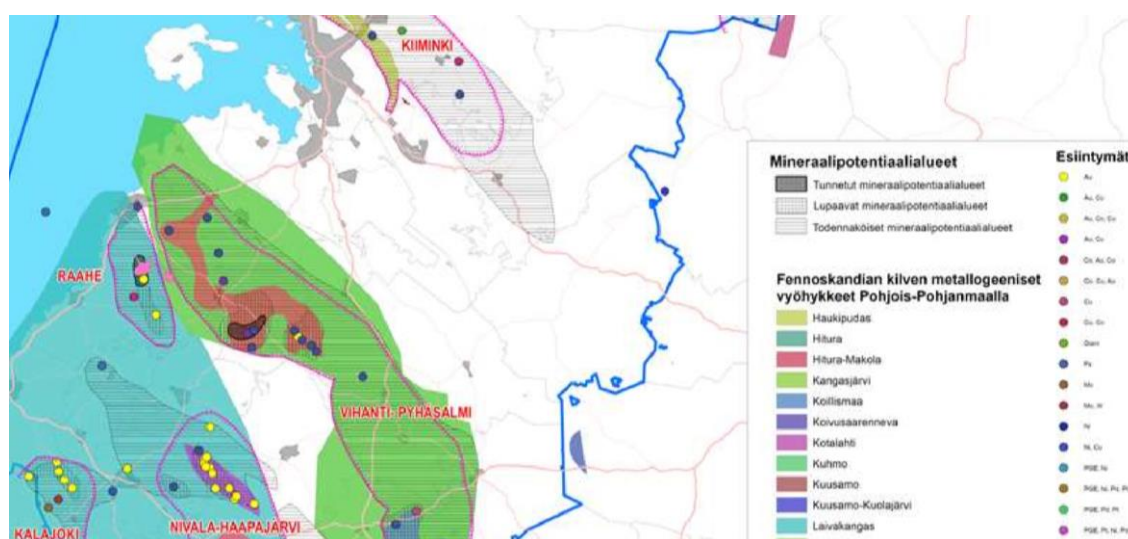 KIIMINKI
RAAHE
VIHANTI- PYHÄSALMI
NIVALA-HAAPAJÄRVI
KALAJOKI
Mineraalipotentiaalialueet
Tunnetut mineraalipotentiaalialueet
Lupaavat mineraalipotentiaalialueet
Todennäköiset mineraalipotentiaalialueet
Fennoskandian kilven metallogeeniset
vyöhykkeet Pohjois-Pohjanmaalla
Haukipudas
Hitura
Hitura-Makola
Kangasjärvi
Koillismaa
Koivusaarenneva
Kotalahti
Kuhmo
Kuusamo
Kuusamo-Kuolajärvi
Laivakangas
Esiintymät
Au
Au, Cu
Ni
Ni, Cu
PGE, Ni